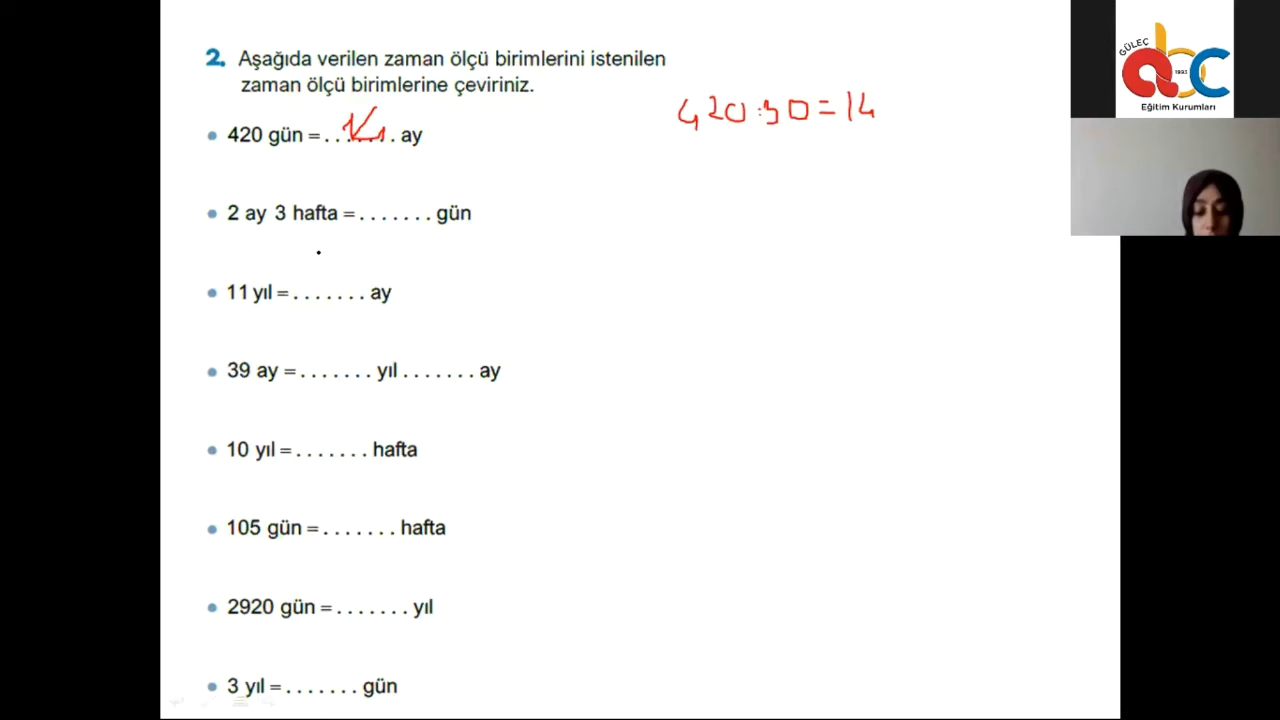 2. Aşağıda verilen zaman ölçü birimlerini istenilen
zaman ölçü birimlerine çeviriniz.
420:30=14
• 420 gün = . . 14 . ay
• 2 ay 3 hafta = . . . . . . . gün
• 11 yıl = . . . . . . . ay
• 39 ay = . . . . . . . yıl . . . . . . . ay
• 10 yıl = . . . . . . . hafta
• 105 gün = . . . . . . . hafta
• 2920 gün = . . . . . . . yıl
• 3 yıl = . . . . . . . gün
GÜLEÇ
abc
1993
Eğitim Kurumları